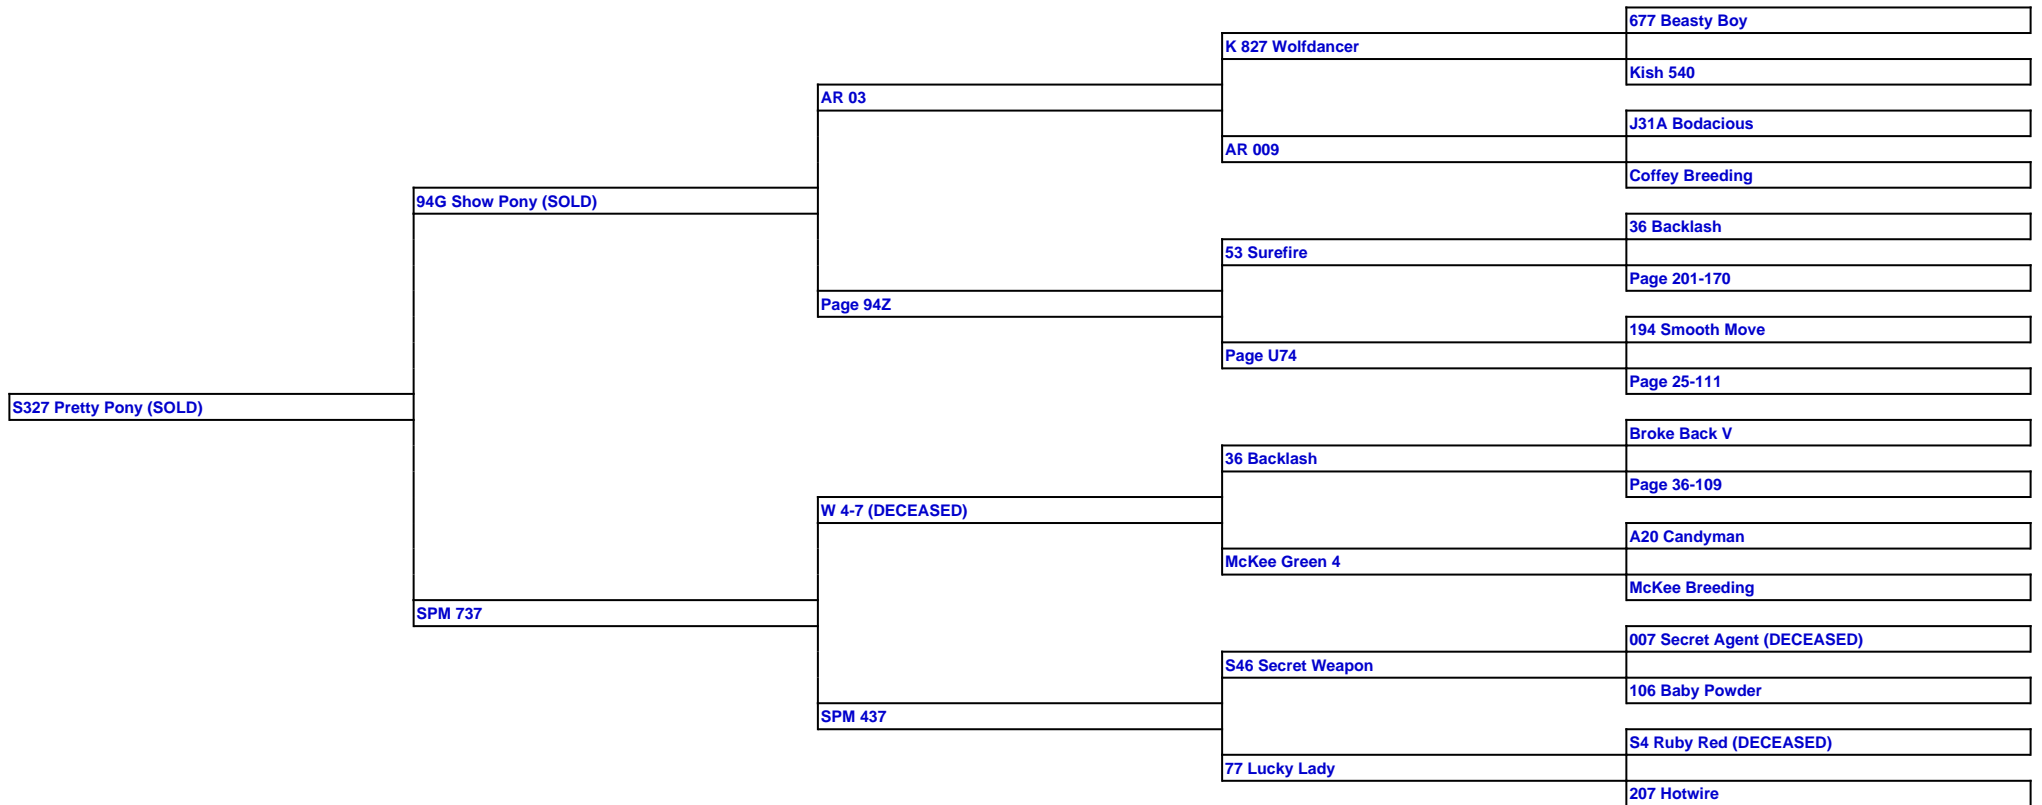 677 Beasty Boy
K 827 Wolfdancer
Kish 540
AR 03
J31A Bodacious
AR 009
Coffey Breeding
94G Show Pony (SOLD)
36 Backlash
53 Surefire
Page 201-170
Page 94Z
194 Smooth Move
Page U74
Page 25-111
S327 Pretty Pony (SOLD)
Broke Back V
36 Backlash
Page 36-109
W 4-7 (DECEASED)
A20 Candyman
McKee Green 4
McKee Breeding
SPM 737
007 Secret Agent (DECEASED)
S46 Secret Weapon
106 Baby Powder
SPM 437
S4 Ruby Red (DECEASED)
77 Lucky Lady
207 Hotwire